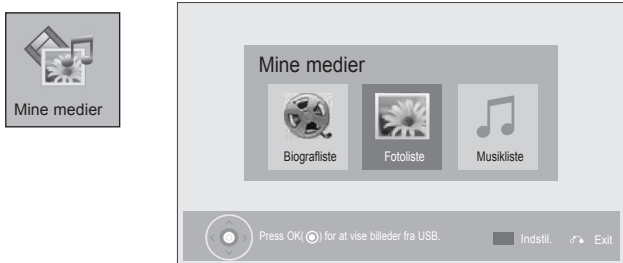 Mine medier
Mine medier
Biografliste
Fotoliste
Musikliste
Press OK(◉) for at vise billeder fra USB.
Indstil.
Exit